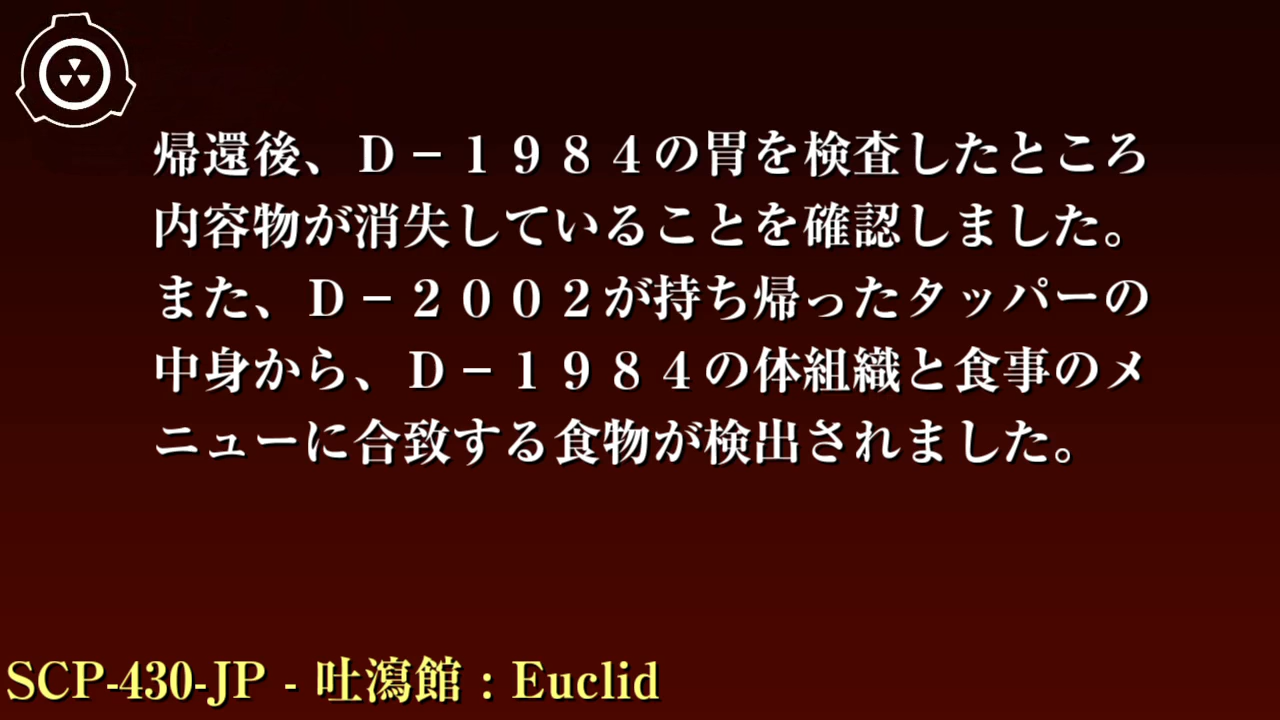 帰還後、Ｄ－１９８４の胃を検査したところ
内容物が消失していることを確認しました。
また、Ｄ－２００２が持ち帰ったタッパーの
中身から、Ｄ－１９８４の体組織と食事のメ
ニューに合致する食物が検出されました。
SCP-430-JP - 吐瀉館 : Euclid